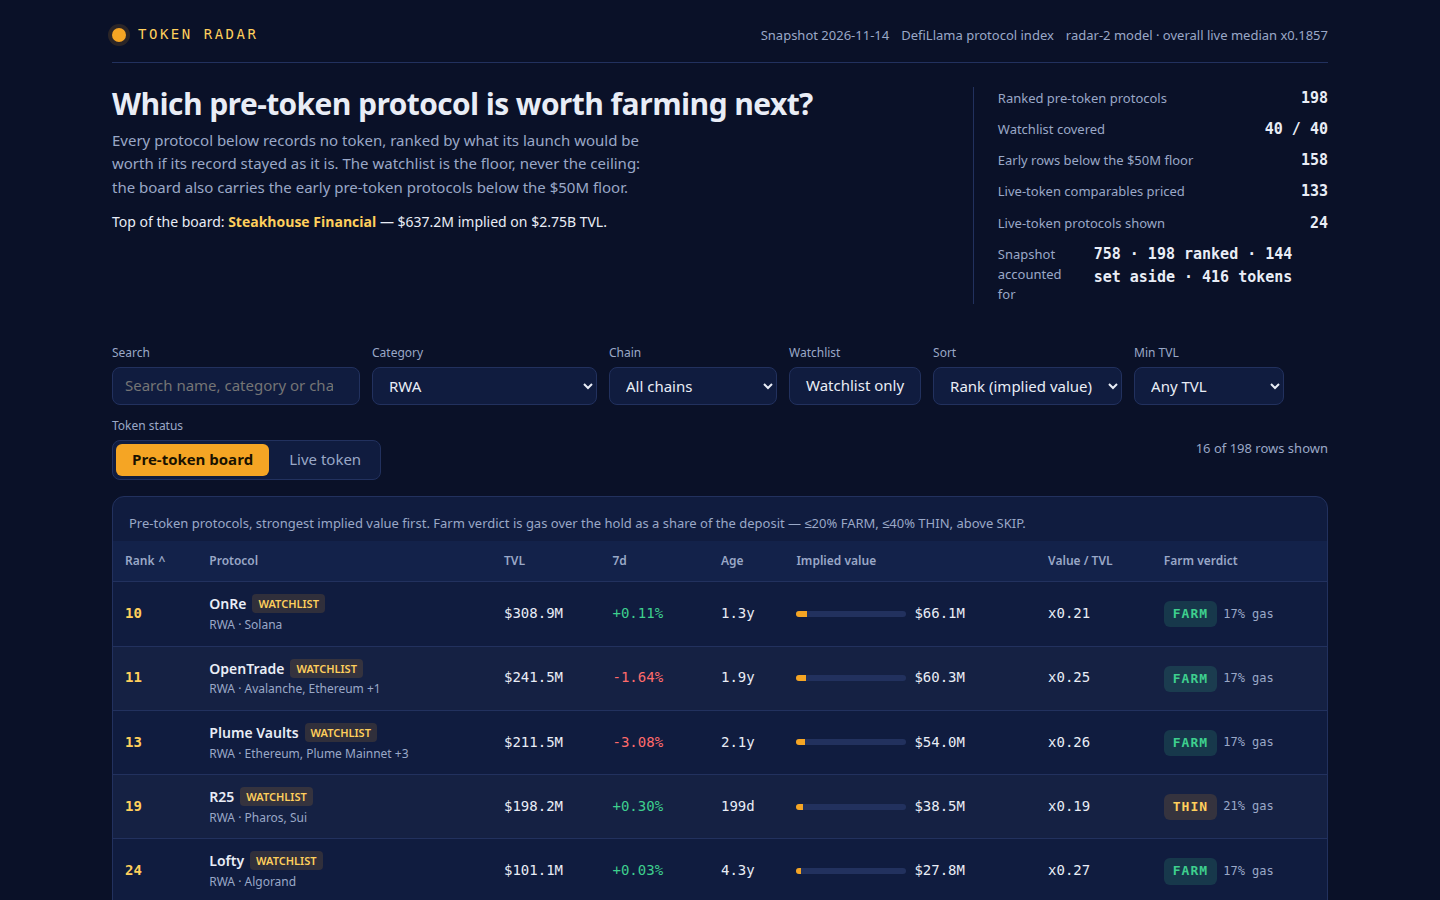 TOKEN RADAR
Snapshot 2026-11-14 DefiLlama protocol index radar-2 model · overall live median x0.1857
Which pre-token protocol is worth farming next?
Every protocol below records no token, ranked by what its launch would be
worth if its record stayed as it is. The watchlist is the floor, never the ceiling:
the board also carries the early pre-token protocols below the $50M floor.
Top of the board: Steakhouse Financial — $637.2M implied on $2.75B TVL.
Ranked pre-token protocols 198
Watchlist covered 40 / 40
Early rows below the $50M floor 158
Live-token comparables priced 133
Live-token protocols shown 24
Snapshot accounted for 758 · 198 ranked · 144 set aside · 416 tokens
Search Category Chain Watchlist Sort Min TVL
Search name, category or cha RWA All chains Watchlist only Rank (implied value) Any TVL
Token status
Pre-token board Live token 16 of 198 rows shown
Pre-token protocols, strongest implied value first. Farm verdict is gas over the hold as a share of the deposit — ≤20% FARM, ≤40% THIN, above SKIP.
Rank ^ Protocol TVL 7d Age Implied value Value / TVL Farm verdict
10 OnRe WATCHLIST $308.9M +0.11% 1.3y $66.1M x0.21 FARM 17% gas
RWA · Solana
11 OpenTrade WATCHLIST $241.5M -1.64% 1.9y $60.3M x0.25 FARM 17% gas
RWA · Avalanche, Ethereum +1
13 Plume Vaults WATCHLIST $211.5M -3.08% 2.1y $54.0M x0.26 FARM 17% gas
RWA · Ethereum, Plume Mainnet +3
19 R25 WATCHLIST $198.2M +0.30% 199d $38.5M x0.19 THIN 21% gas
RWA · Pharos, Sui
24 Lofty WATCHLIST $101.1M +0.03% 4.3y $27.8M x0.27 FARM 17% gas
RWA · Algorand